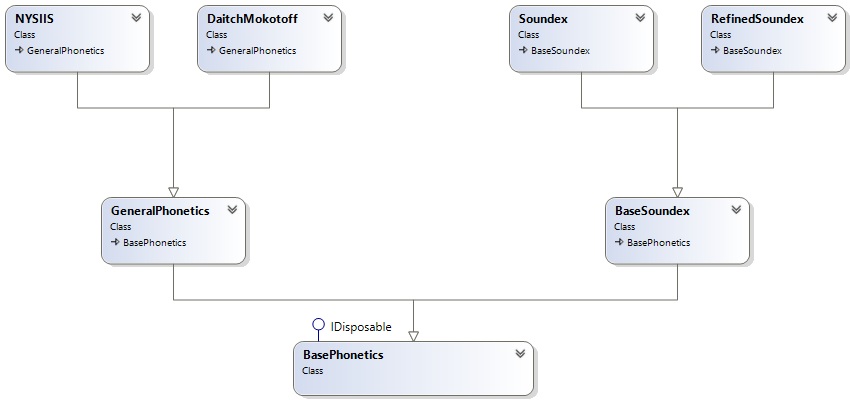 NYSIIS
Class
GeneralPhonetics
DaitchMokotoff
Class
GeneralPhonetics
Soundex
Class
BaseSoundex
RefinedSoundex
Class
BaseSoundex
GeneralPhonetics
Class
BasePhonetics
BaseSoundex
Class
BasePhonetics
IDisposable
BasePhonetics
Class